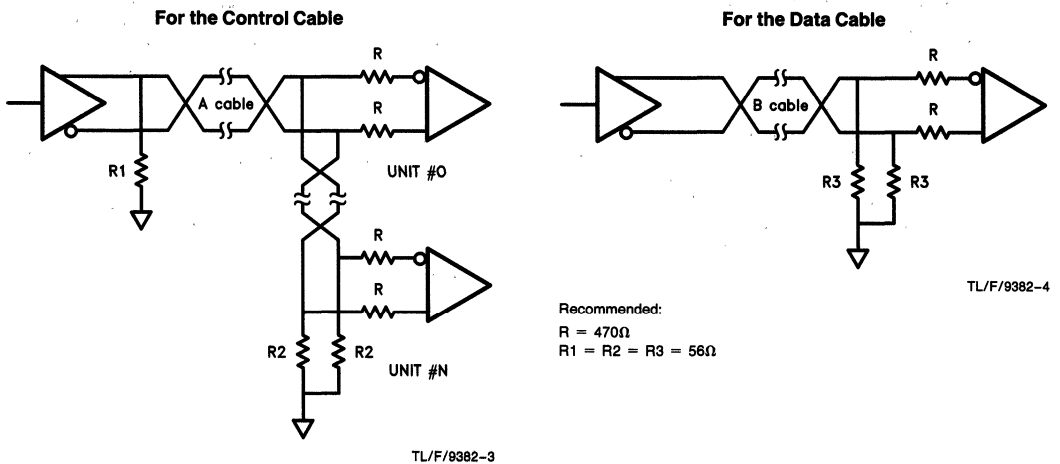 For the Control Cable
R
A cable
R
R1
UNIT #0
R
R
R2
R2
UNIT #N
TL/F/9382–3
For the Data Cable
R
B cable
R
R3
R3
TL/F/9382–4
Recommended:
R = 470Ω
R1 = R2 = R3 = 56Ω